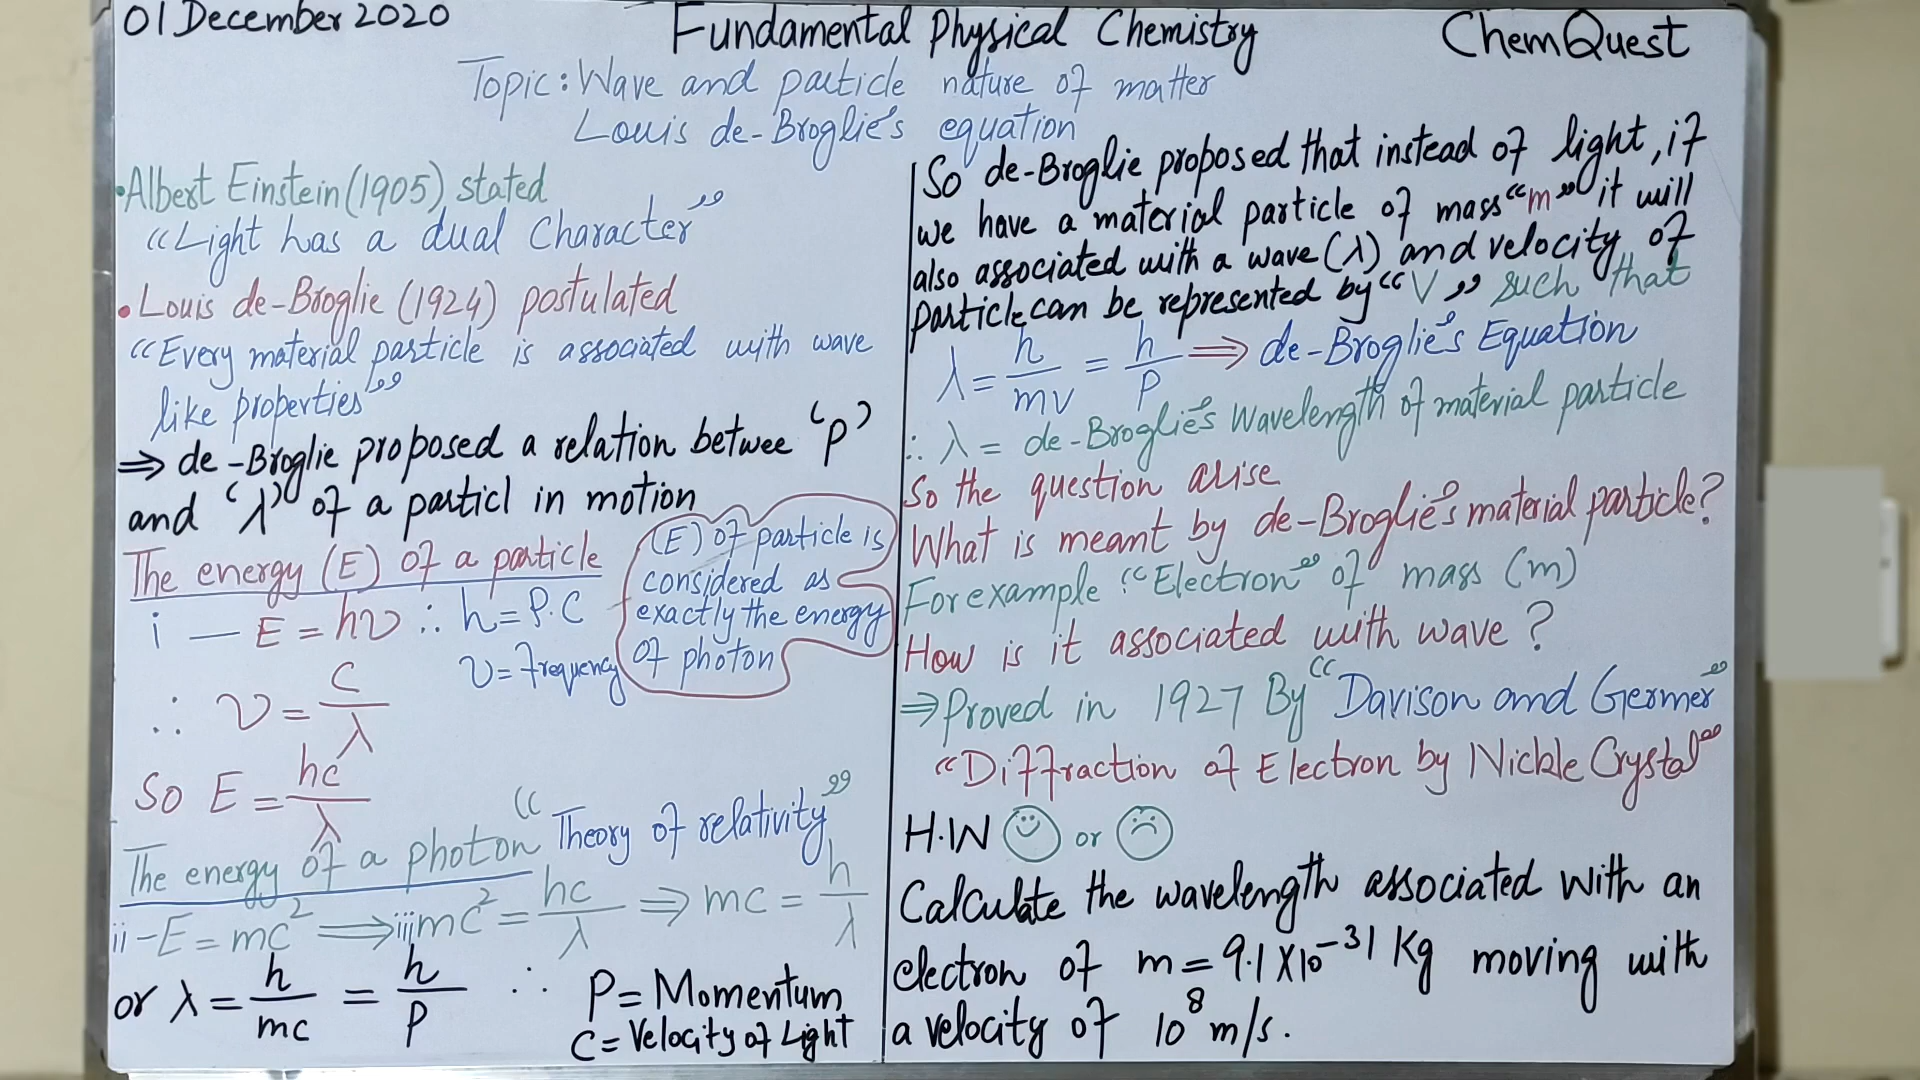 01 December 2020
Fundamental Physical Chemistry
ChemQuest
Topic: Wave and particle nature of matter
Louis de-Broglie's equation
•Albert Einstein (1905) stated
"Light has a dual Character"
•Louis de-Broglie (1924) postulated
"Every material particle is associated with wave
like properties"
⇒ de-Broglie proposed a relation betwee 'p'
and 'λ' of a particl in motion
The energy (E) of a particle
i — E = hυ ∴ h = P.C
υ = frequency
(E) of particle is
considered as
exactly the energy
of photon
∴ υ = c/λ
So E = hc/λ
The energy of a photon "Theory of relativity"
ii - E = mc² ⇒ iii mc² = hc/λ ⇒ mc = h/λ
or λ = h/mc = h/P ∵ P = Momentum
C = Velocity of Light
So de-Broglie proposed that instead of light, if
we have a material particle of mass "m" it will
also associated with a wave (λ) and velocity of
particle can be represented by "V" such that
λ = h/mv = h/P ⇒ de-Broglie's Equation
∴ λ = de-Broglie's Wavelength of material particle
So the question arise
What is meant by de-Broglie's material particle?
For example "Electron" of mass (m)
How is it associated with wave?
⇒ Proved in 1927 By "Davison and Germer"
"Diffraction of Electron by Nickle Crystal"
H.W ☺ or ☹
Calculate the wavelength associated with an
electron of m = 9.1 X 10⁻³¹ Kg moving with
a velocity of 10⁸ m/s.